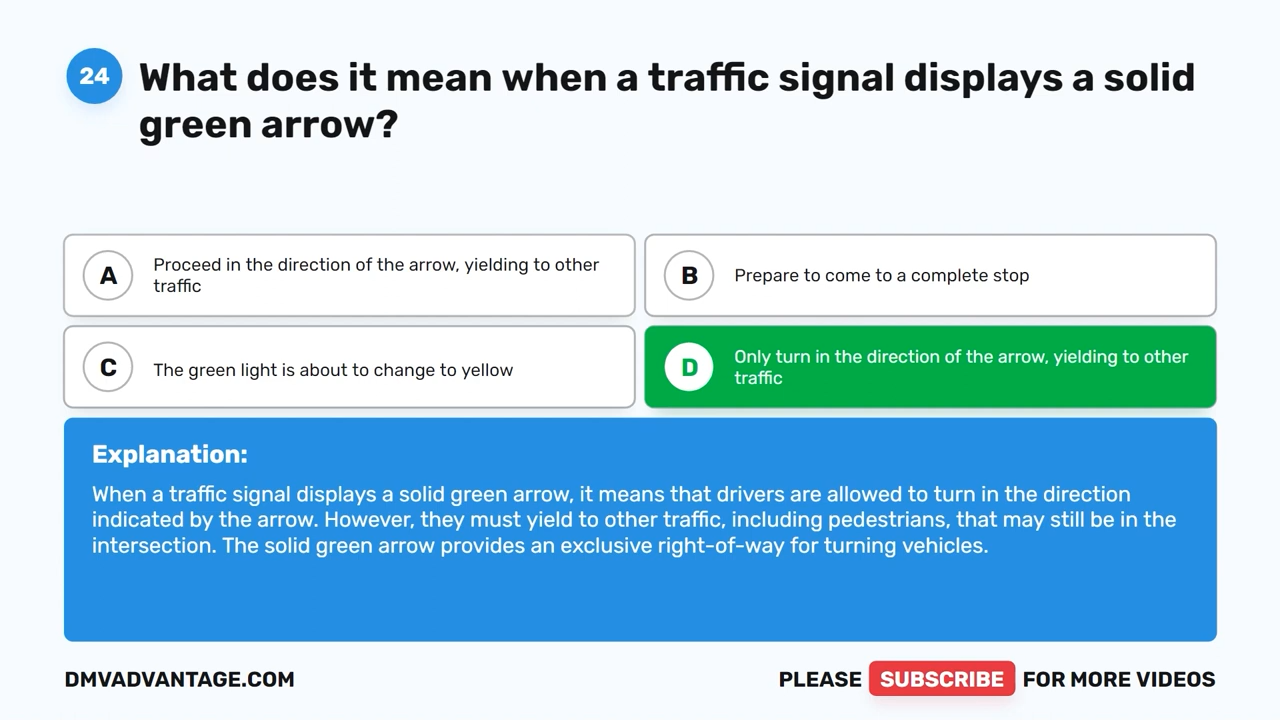 24
What does it mean when a traffic signal displays a solid
green arrow?
A
Proceed in the direction of the arrow, yielding to other
traffic
B
Prepare to come to a complete stop
C
The green light is about to change to yellow
D
Only turn in the direction of the arrow, yielding to other
traffic
Explanation:
When a traffic signal displays a solid green arrow, it means that drivers are allowed to turn in the direction
indicated by the arrow. However, they must yield to other traffic, including pedestrians, that may still be in the
intersection. The solid green arrow provides an exclusive right-of-way for turning vehicles.
DMVADVANTAGE.COM
PLEASE SUBSCRIBE FOR MORE VIDEOS